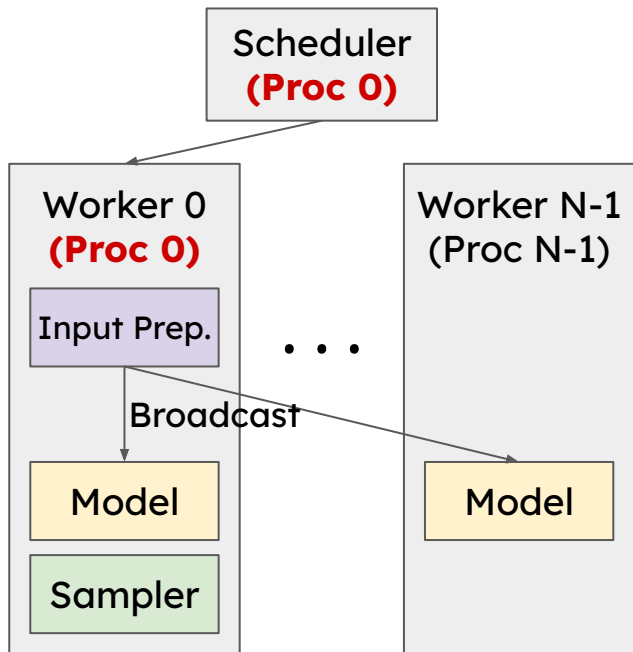 Scheduler
(Proc 0)
Worker 0
(Proc 0)
Worker N-1
(Proc N-1)
Input Prep.
. . .
Broadcast
Model
Model
Sampler